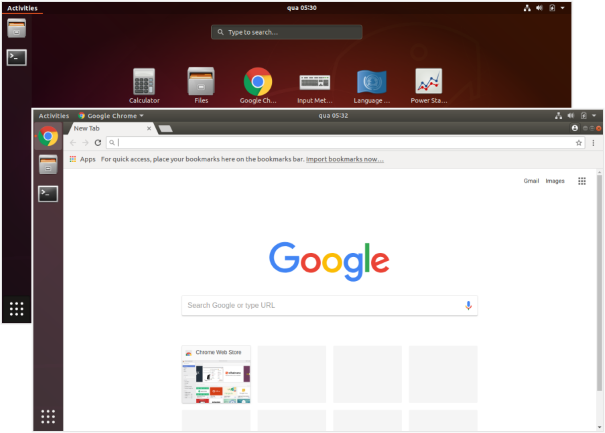 Activities
qua 05:30
Type to search...
Calculator
Files
Google Ch...
Input Met...
Language ...
Power Sta...
Activities
Google Chrome
qua 05:32
New Tab
Apps
For quick access, place your bookmarks here on the bookmarks bar. Import bookmarks now...
Gmail
Images
Google
Search Google or type URL
Chrome Web Store